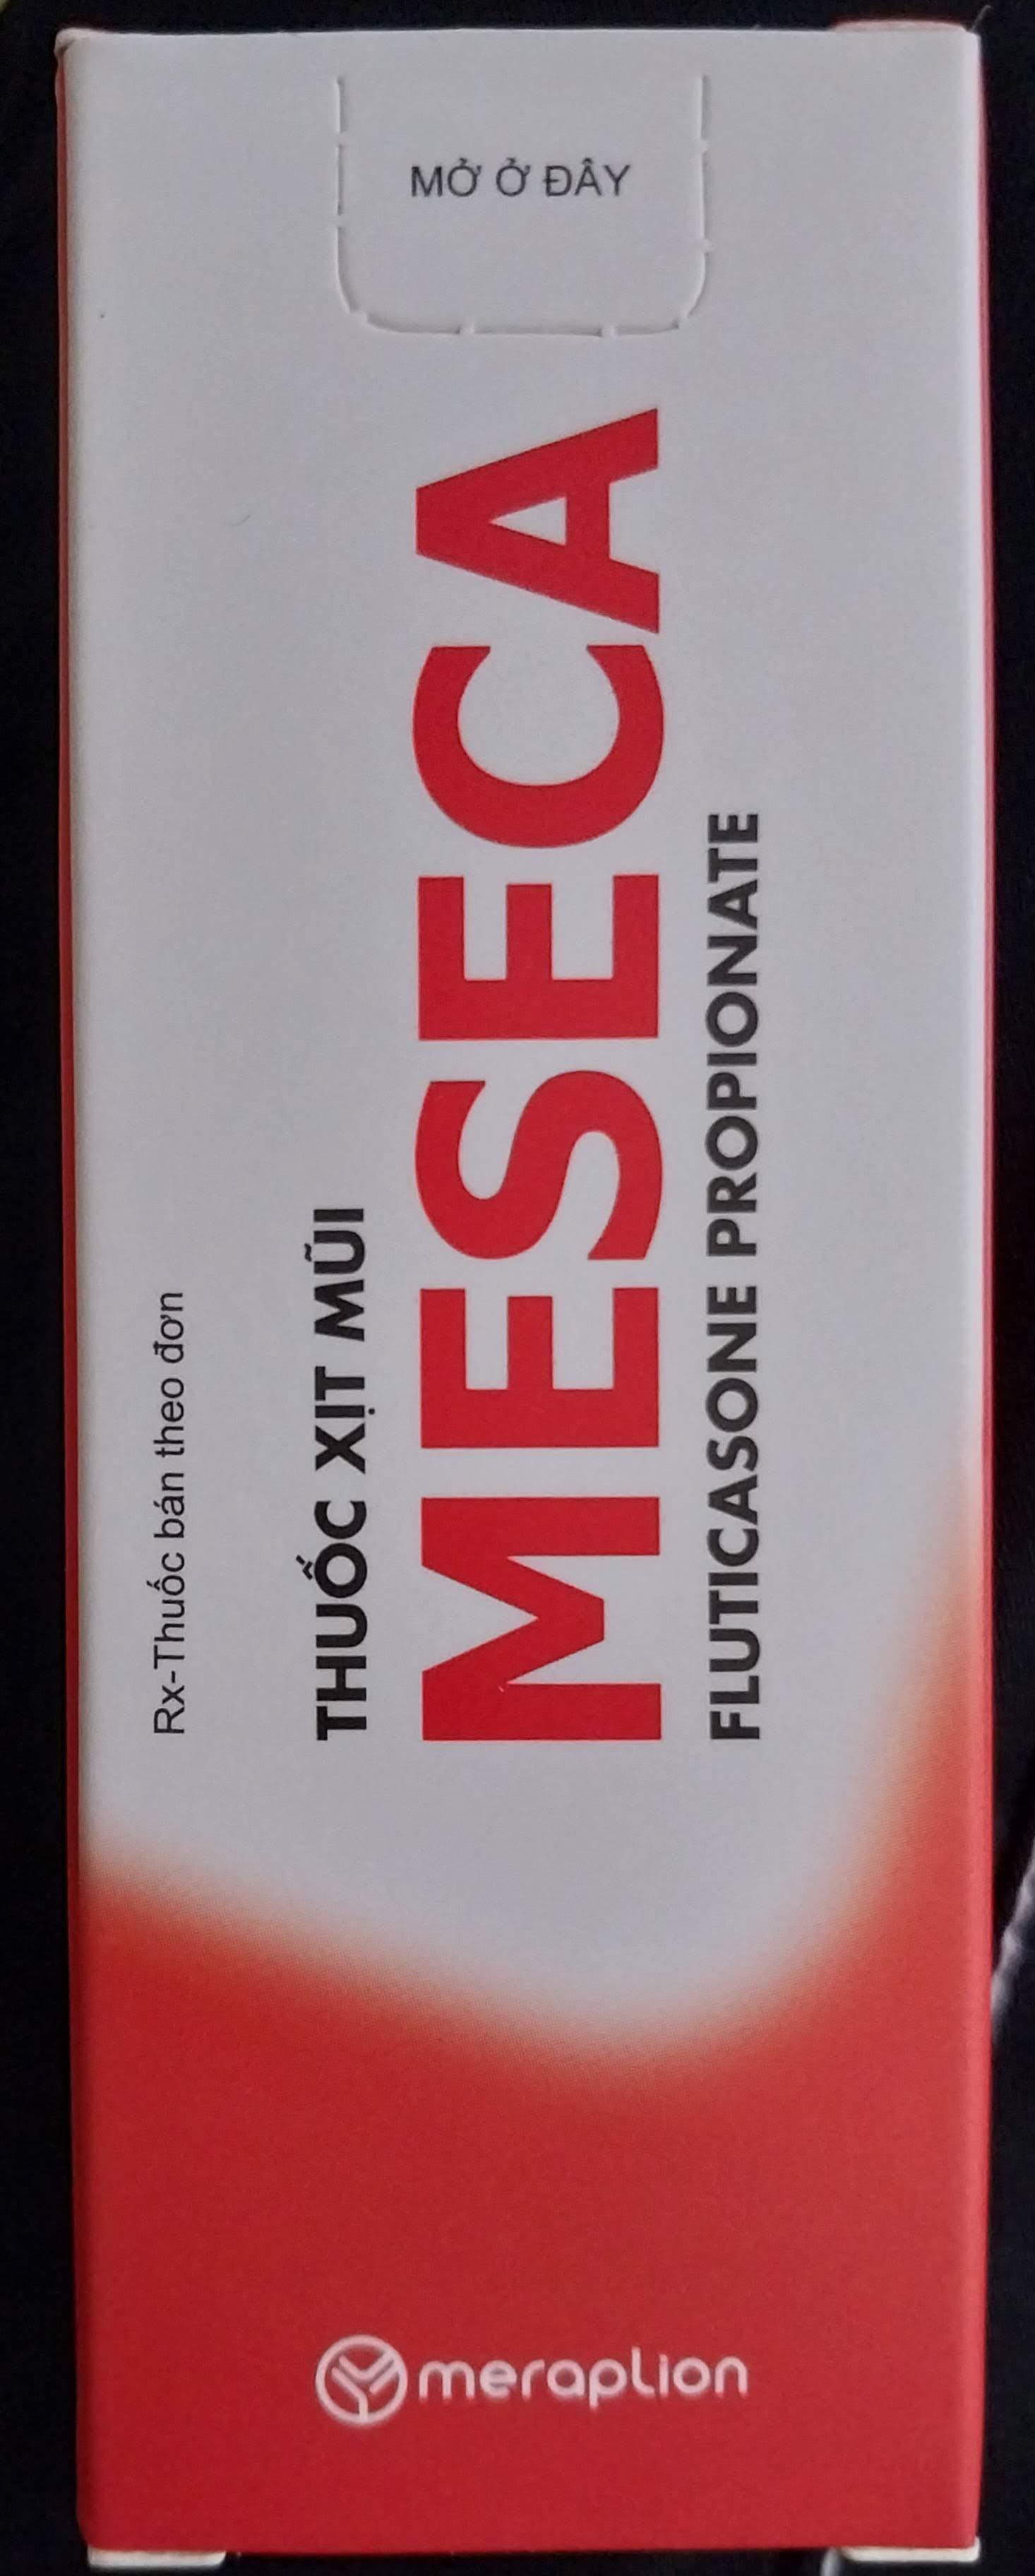 MỞ Ở ĐÂY
Rx-Thuốc bán theo đơn
THUỐC XỊT MŨI
MESECA
FLUTICASONE PROPIONATE
meraplion